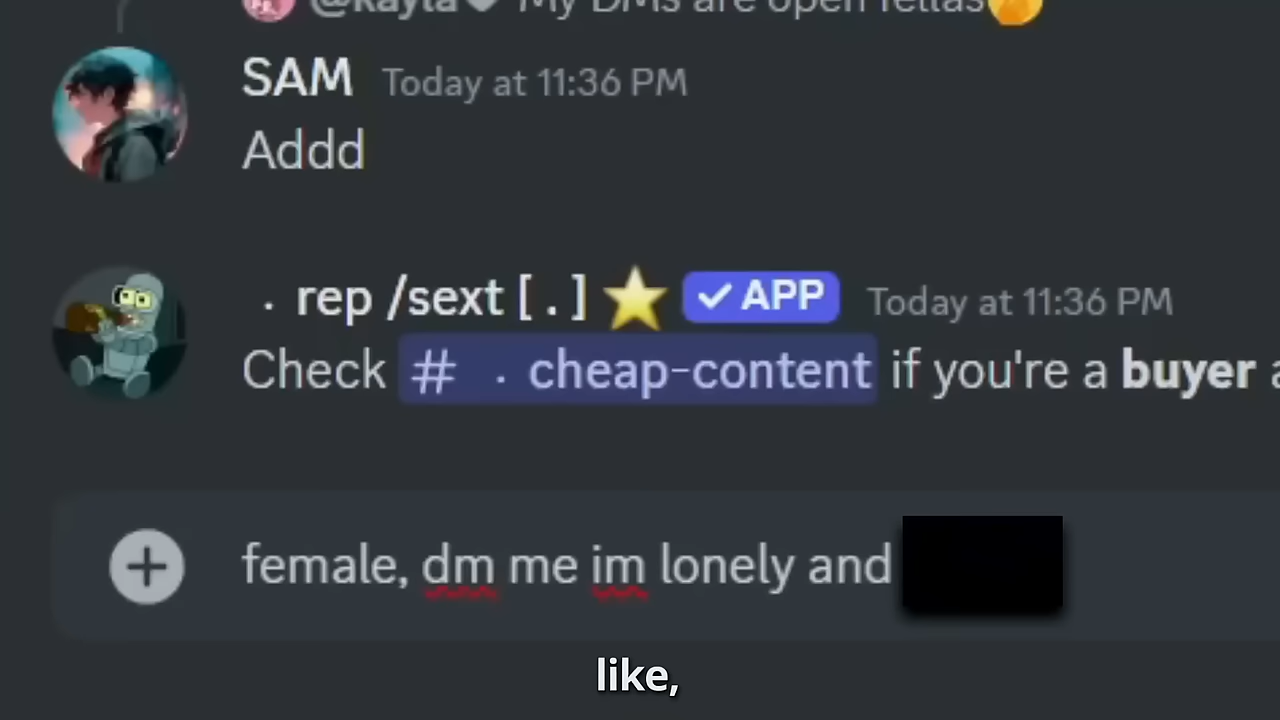 @Kayla My DMs are open fellas
SAM Today at 11:36 PM
Addd
. rep /sext [ . ] ⭐ ✓ APP Today at 11:36 PM
Check # . cheap-content if you're a buyer a
female, dm me im lonely and
like,